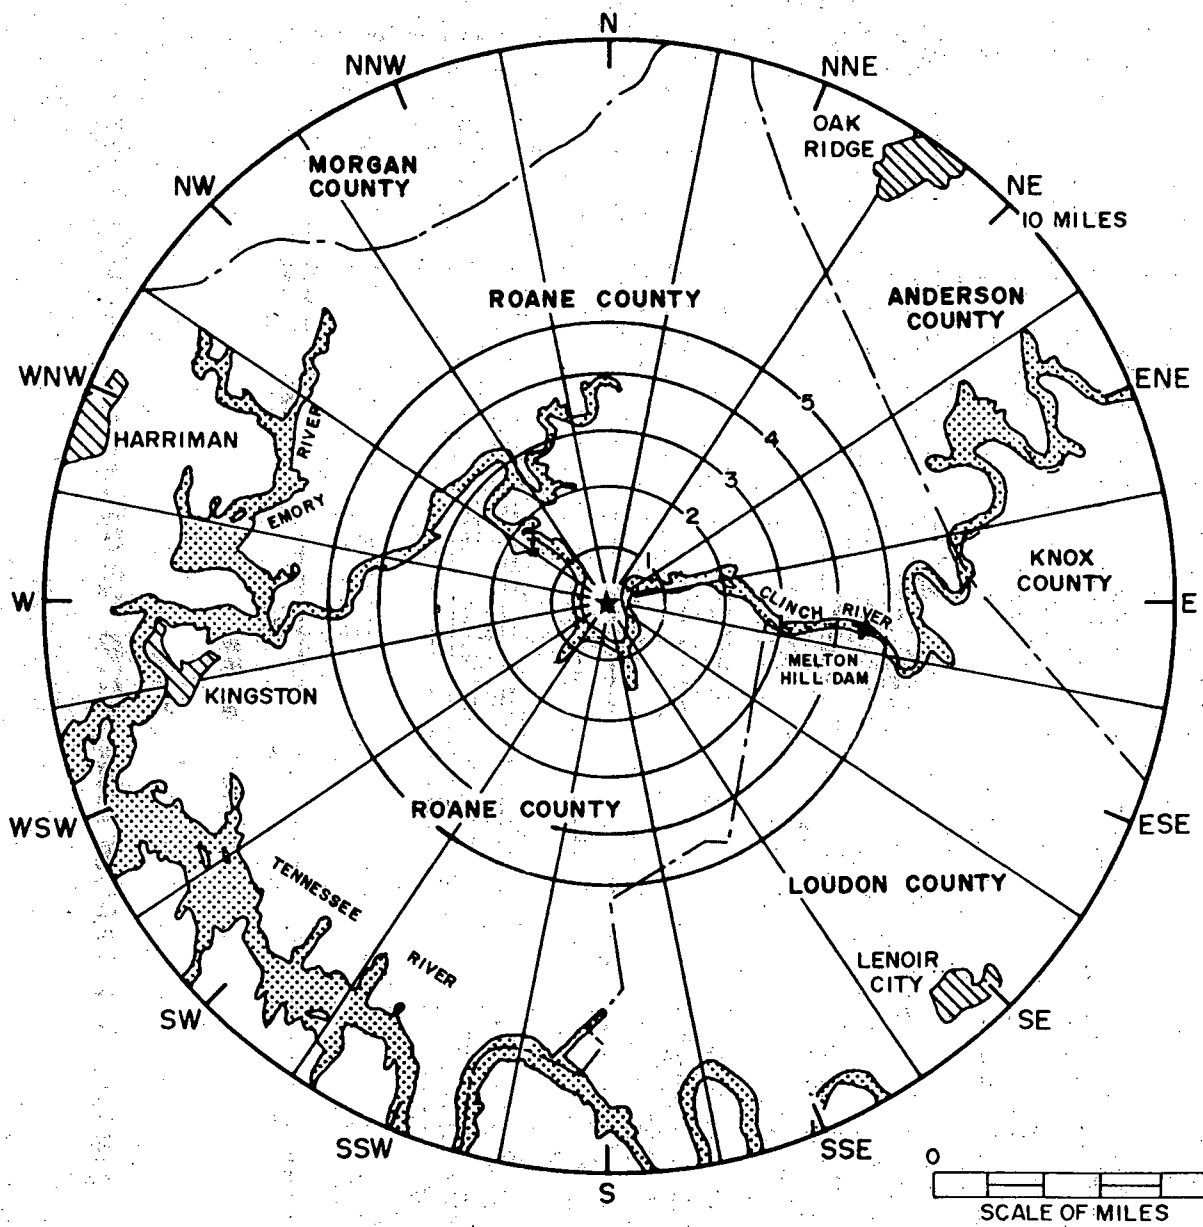 N
NNW
NNE
OAK
RIDGE
MORGAN
COUNTY
NW
NE
10 MILES
ROANE COUNTY
ANDERSON
COUNTY
WNW
ENE
HARRIMAN
RIVER
EMORY
5
4
3
2
1
KNOX
COUNTY
W
E
CLINCH RIVER
MELTON
HILL DAM
KINGSTON
ROANE COUNTY
WSW
ESE
TENNESSEE
RIVER
LOUDON COUNTY
LENOIR
CITY
SW
SE
SSW
SSE
S
0
SCALE OF MILES